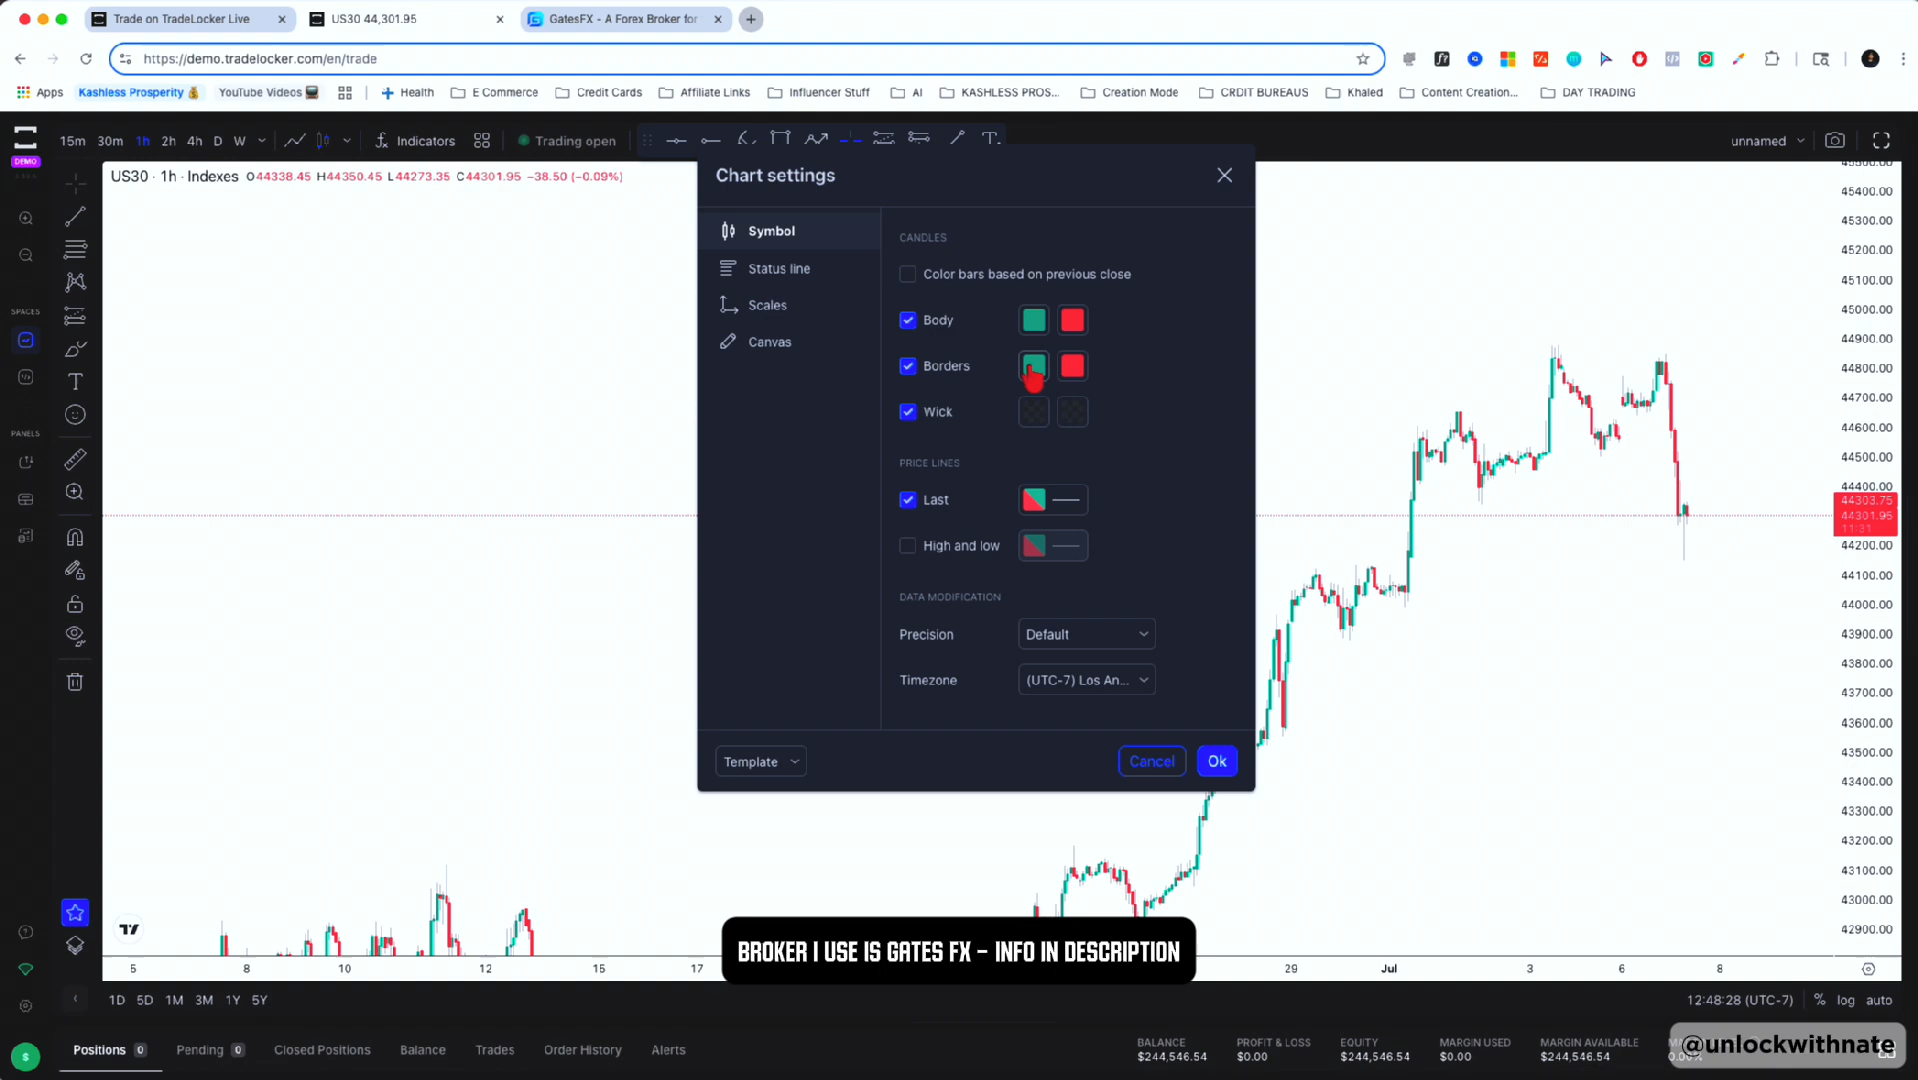 Trade on TradeLocker Live
US30 44,301.95
GatesFX - A Forex Broker for
https://demo.tradelocker.com/en/trade
Apps
Kashless Prosperity
YouTube Videos
Health
E Commerce
Credit Cards
Affiliate Links
Influencer Stuff
AI
KASHLESS PROS...
Creation Mode
CRDIT BUREAUS
Khaled
Content Creation...
DAY TRADING
DEMO
15m 30m 1h 2h 4h D W
Indicators
Trading open
unnamed
US30 · 1h · Indexes O44338.45 H44350.45 L44273.35 C44301.95 −38.50 (−0.09%)
SPACES
PANELS
Chart settings
Symbol
Status line
Scales
Canvas
CANDLES
Color bars based on previous close
Body
Borders
Wick
PRICE LINES
Last
High and low
DATA MODIFICATION
Precision
Default
Timezone
(UTC-7) Los An...
Template
Cancel
Ok
45500.00
45400.00
45300.00
45200.00
45100.00
45000.00
44900.00
44800.00
44700.00
44600.00
44500.00
44400.00
44303.75
44301.95
11:31
44200.00
44100.00
44000.00
43900.00
43800.00
43700.00
43600.00
43500.00
43400.00
43300.00
43200.00
43100.00
43000.00
42900.00
BROKER I USE IS GATES FX - INFO IN DESCRIPTION
5 8 10 12 15 17 29 Jul 3 6 8
1D 5D 1M 3M 1Y 5Y
12:48:28 (UTC-7) % log auto
Positions 0
Pending 0
Closed Positions
Balance
Trades
Order History
Alerts
BALANCE
$244,546.54
PROFIT & LOSS
$0.00
EQUITY
$244,546.54
MARGIN USED
$0.00
MARGIN AVAILABLE
$244,546.54
@unlockwithnate